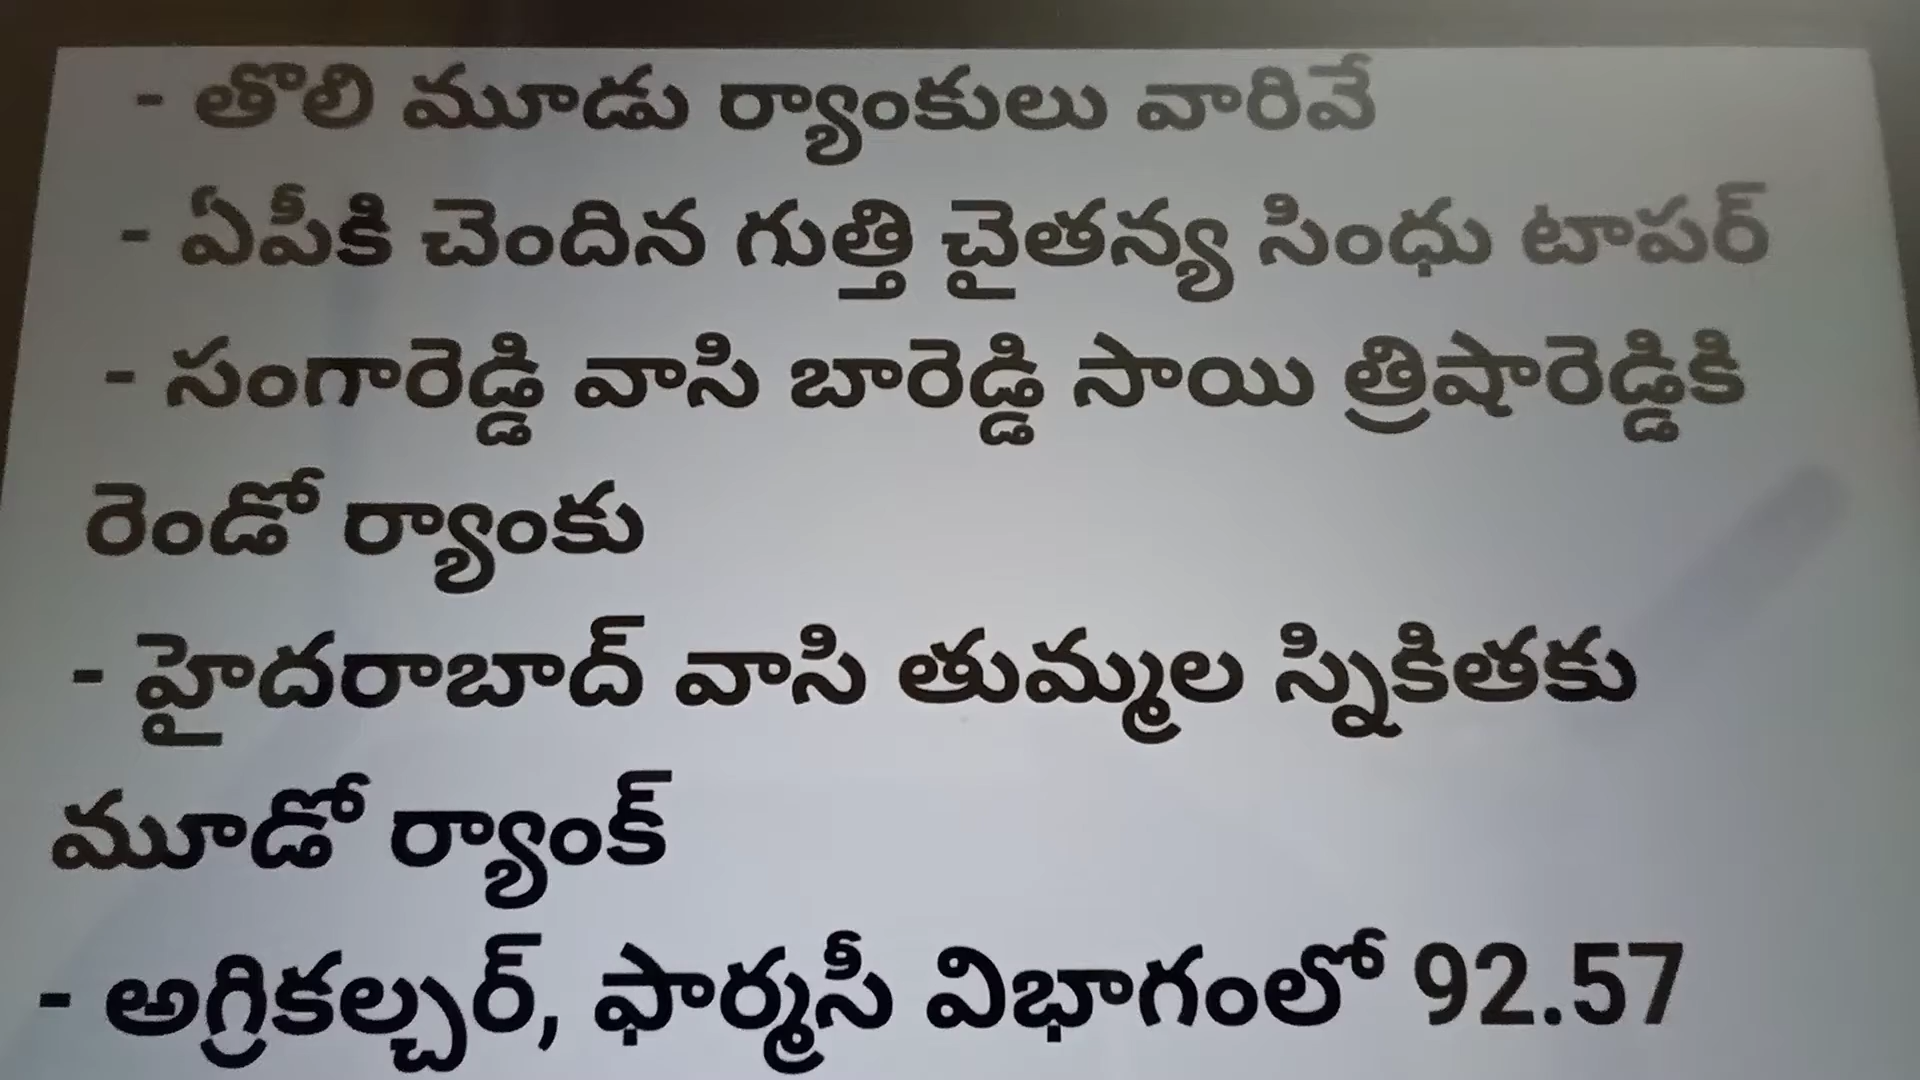 - తొలి మూడు ర్యాంకులు వారివే
- ఏపీకి చెందిన గుత్తి చైతన్య సింధు టాపర్
- సంగారెడ్డి వాసి బారెడ్డి సాయి త్రిషారెడ్డికి
రెండో ర్యాంకు
- హైదరాబాద్ వాసి తుమ్మల స్నికితకు
మూడో ర్యాంక్
- అగ్రికల్చర్, ఫార్మసీ విభాగంలో 92.57